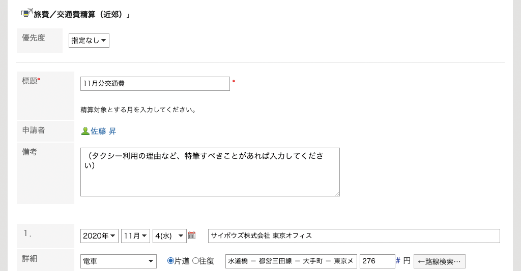 旅費／交通費精算（近郊）」
優先度 指定なし
標題* 11月分交通費 *
精算対象とする月を入力してください。
申請者 佐藤 昇
備考 （タクシー利用の理由など、特筆すべきことがあれば入力してくださ
い）
1. 2020年 11月 4(水) サイボウズ株式会社 東京オフィス
詳細 電車 片道 往復 水道橋 － 都営三田線 － 大手町 － 東京メ 276 # 円 ←路線検索…